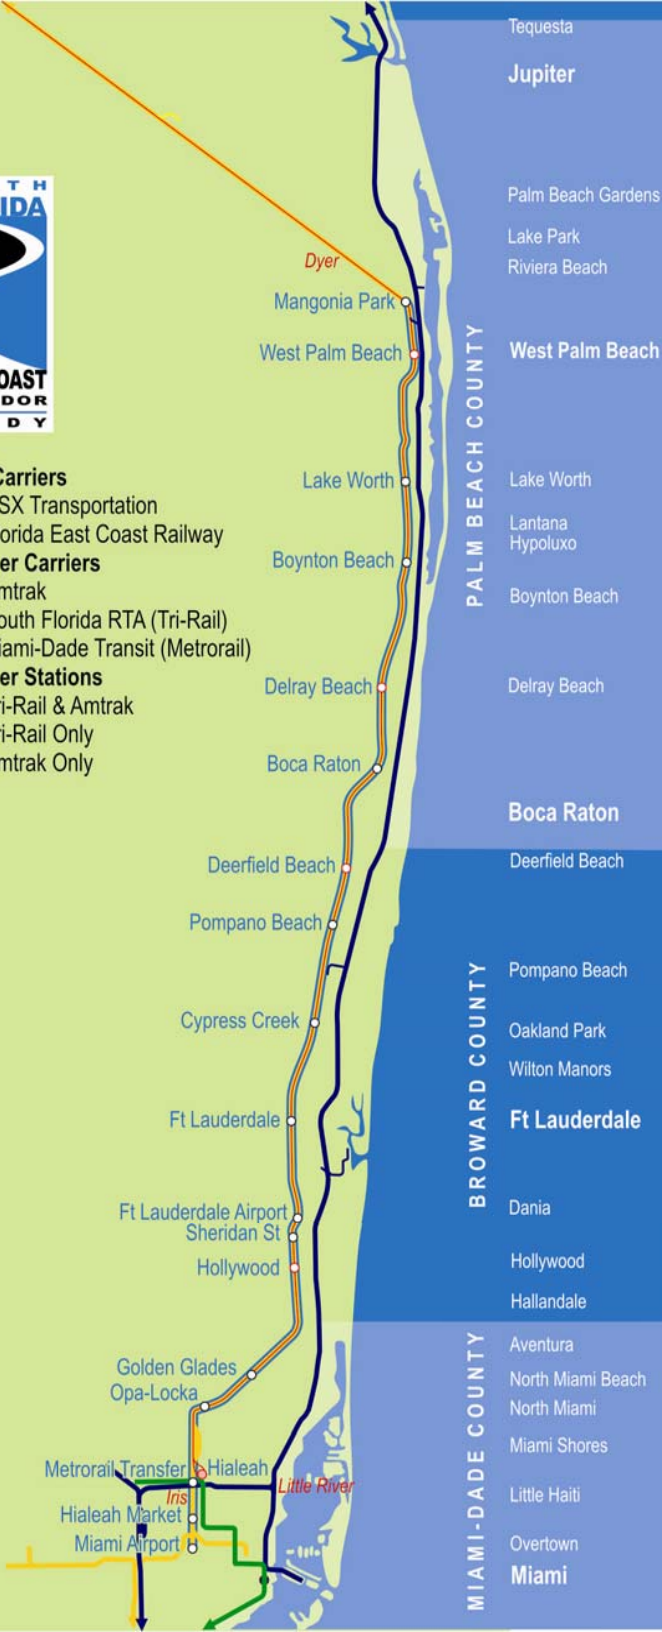 T H
IDA
OAST
DOR
D Y
Carriers
SX Transportation
orida East Coast Railway
er Carriers
mtrak
outh Florida RTA (Tri-Rail)
iami-Dade Transit (Metrorail)
er Stations
ri-Rail & Amtrak
ri-Rail Only
mtrak Only
Dyer
Mangonia Park
West Palm Beach
Lake Worth
Boynton Beach
Delray Beach
Boca Raton
Deerfield Beach
Pompano Beach
Cypress Creek
Ft Lauderdale
Ft Lauderdale Airport
Sheridan St
Hollywood
Golden Glades
Opa-Locka
Metrorail Transfer
Hialeah
Little River
Iris
Hialeah Market
Miami Airport
PALM BEACH COUNTY
BROWARD COUNTY
MIAMI-DADE COUNTY
Tequesta
Jupiter
Palm Beach Gardens
Lake Park
Riviera Beach
West Palm Beach
Lake Worth
Lantana
Hypoluxo
Boynton Beach
Delray Beach
Boca Raton
Deerfield Beach
Pompano Beach
Oakland Park
Wilton Manors
Ft Lauderdale
Dania
Hollywood
Hallandale
Aventura
North Miami Beach
North Miami
Miami Shores
Little Haiti
Overtown
Miami